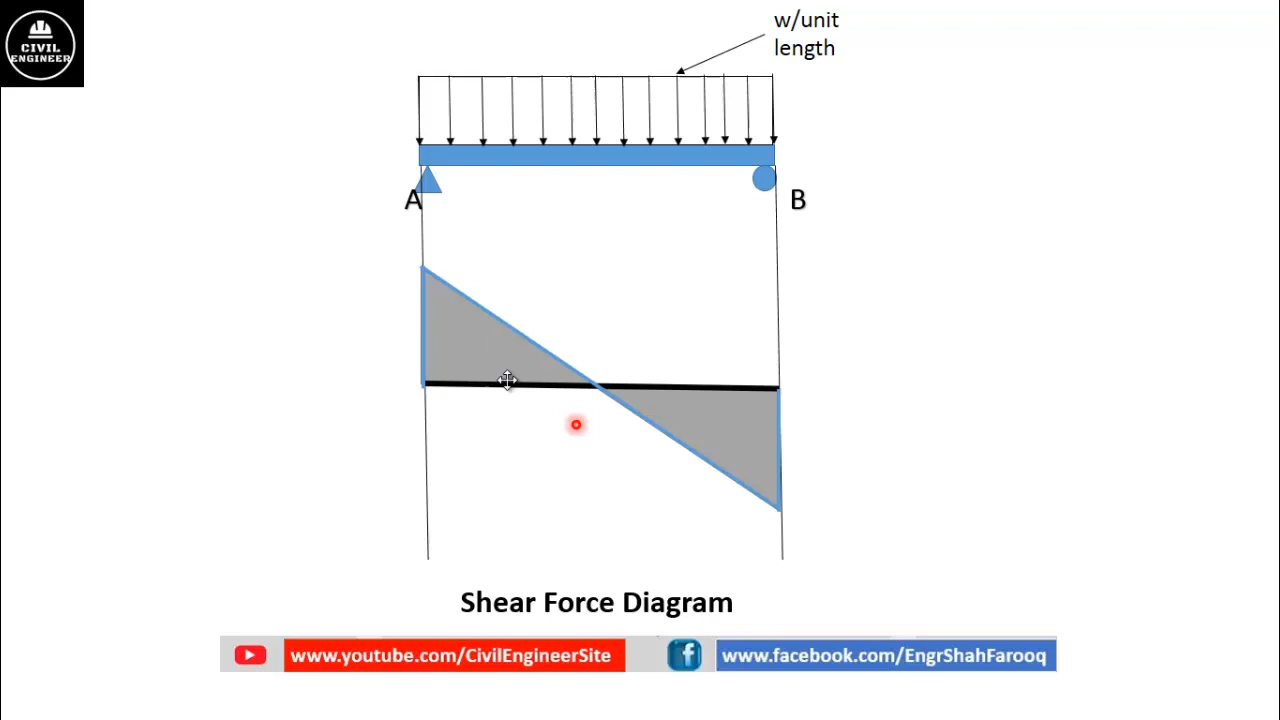 CIVIL
ENGINEER
w/unit
length
A
B
Shear Force Diagram
www.youtube.com/CivilEngineerSite
f
www.facebook.com/EngrShahFarooq